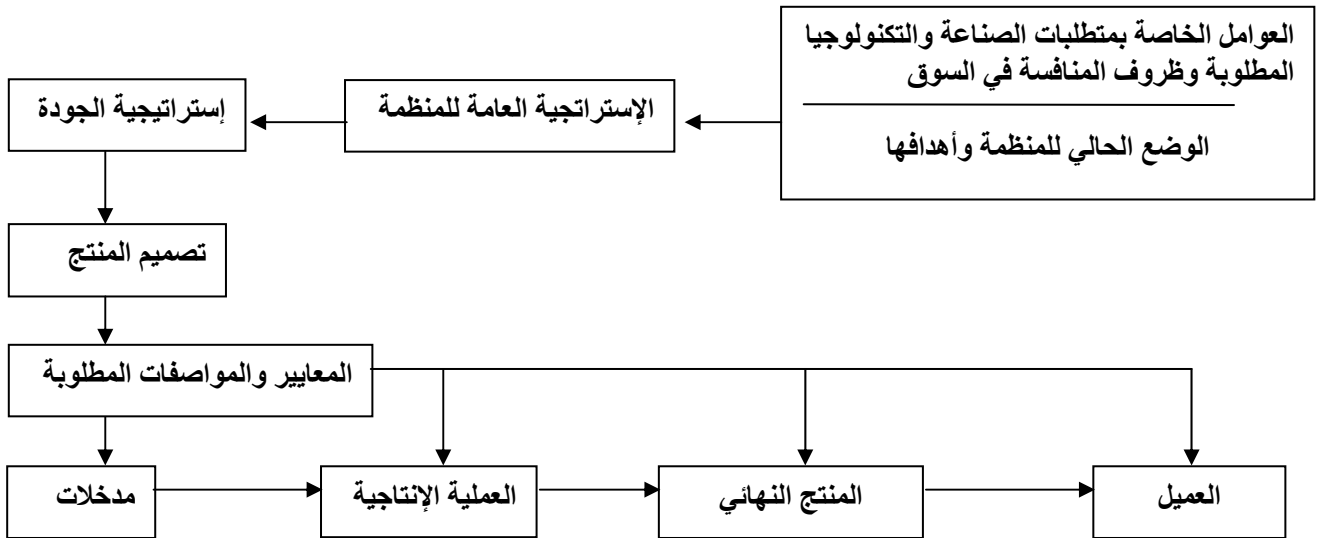 العوامل الخاصة بمتطلبات الصناعة والتكنولوجيا
المطلوبة وظروف المنافسة في السوق
الوضع الحالي للمنظمة وأهدافها
الإستراتجية العامة للمنظمة
إستراتيجية الجودة
تصميم المنتج
المعايير والمواصفات المطلوبة
مدخلات
العملية الإنتاجية
المنتج النهائي
العميل